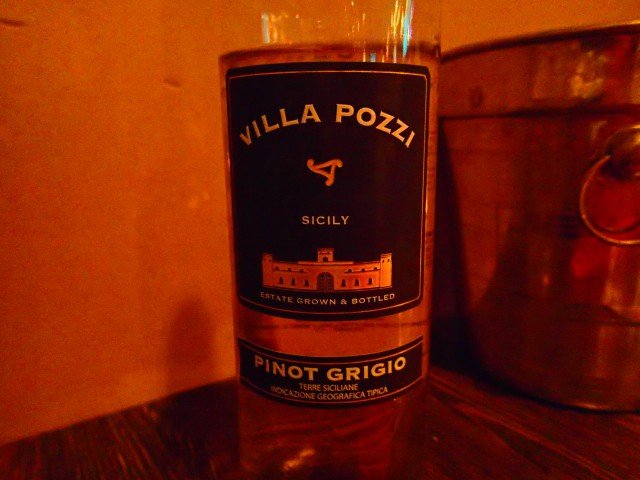 VILLA POZZI
SICILY
ESTATE GROWN & BOTTLED
PINOT GRIGIO
TERRE SICILIANE
INDICAZIONE GEOGRAFICA TIPICA